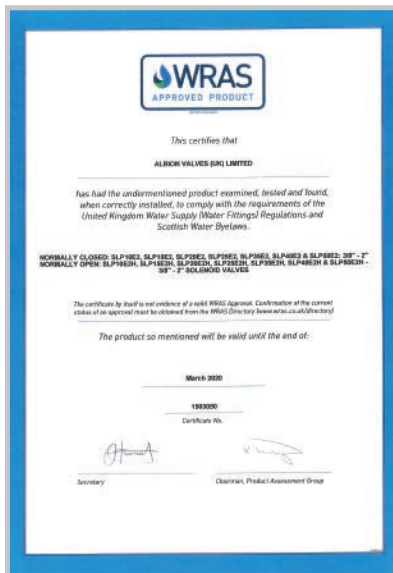 WRAS
APPROVED PRODUCT
This certifies that
ALBION VALVES (UK) LIMITED
has had the undermentioned product examined, tested and found,
when correctly installed, to comply with the requirements of the
United Kingdom Water Supply (Water Fittings) Regulations and
Scottish Water Byelaws.
NORMALLY CLOSED: SLP10E2, SLP15E2, SLP20E2, SLP25E2, SLP35E2, SLP40E2 & SLP50E2: 3/8" - 2"
NORMALLY OPEN: SLP10E2H, SLP15E2H, SLP20E2H, SLP25E2H, SLP35E2H, SLP40E2H & SLP50E2H -
3/8" - 2" SOLENOID VALVES
The certificate by itself is not evidence of a valid WRAS Approval. Confirmation of the current
status of an approval must be obtained from the WRAS Directory (www.wras.co.uk/directory)
The product so mentioned will be valid until the end of:
March 2020
1503050
Certificate No.
Secretary
Chairman, Product Assessment Group